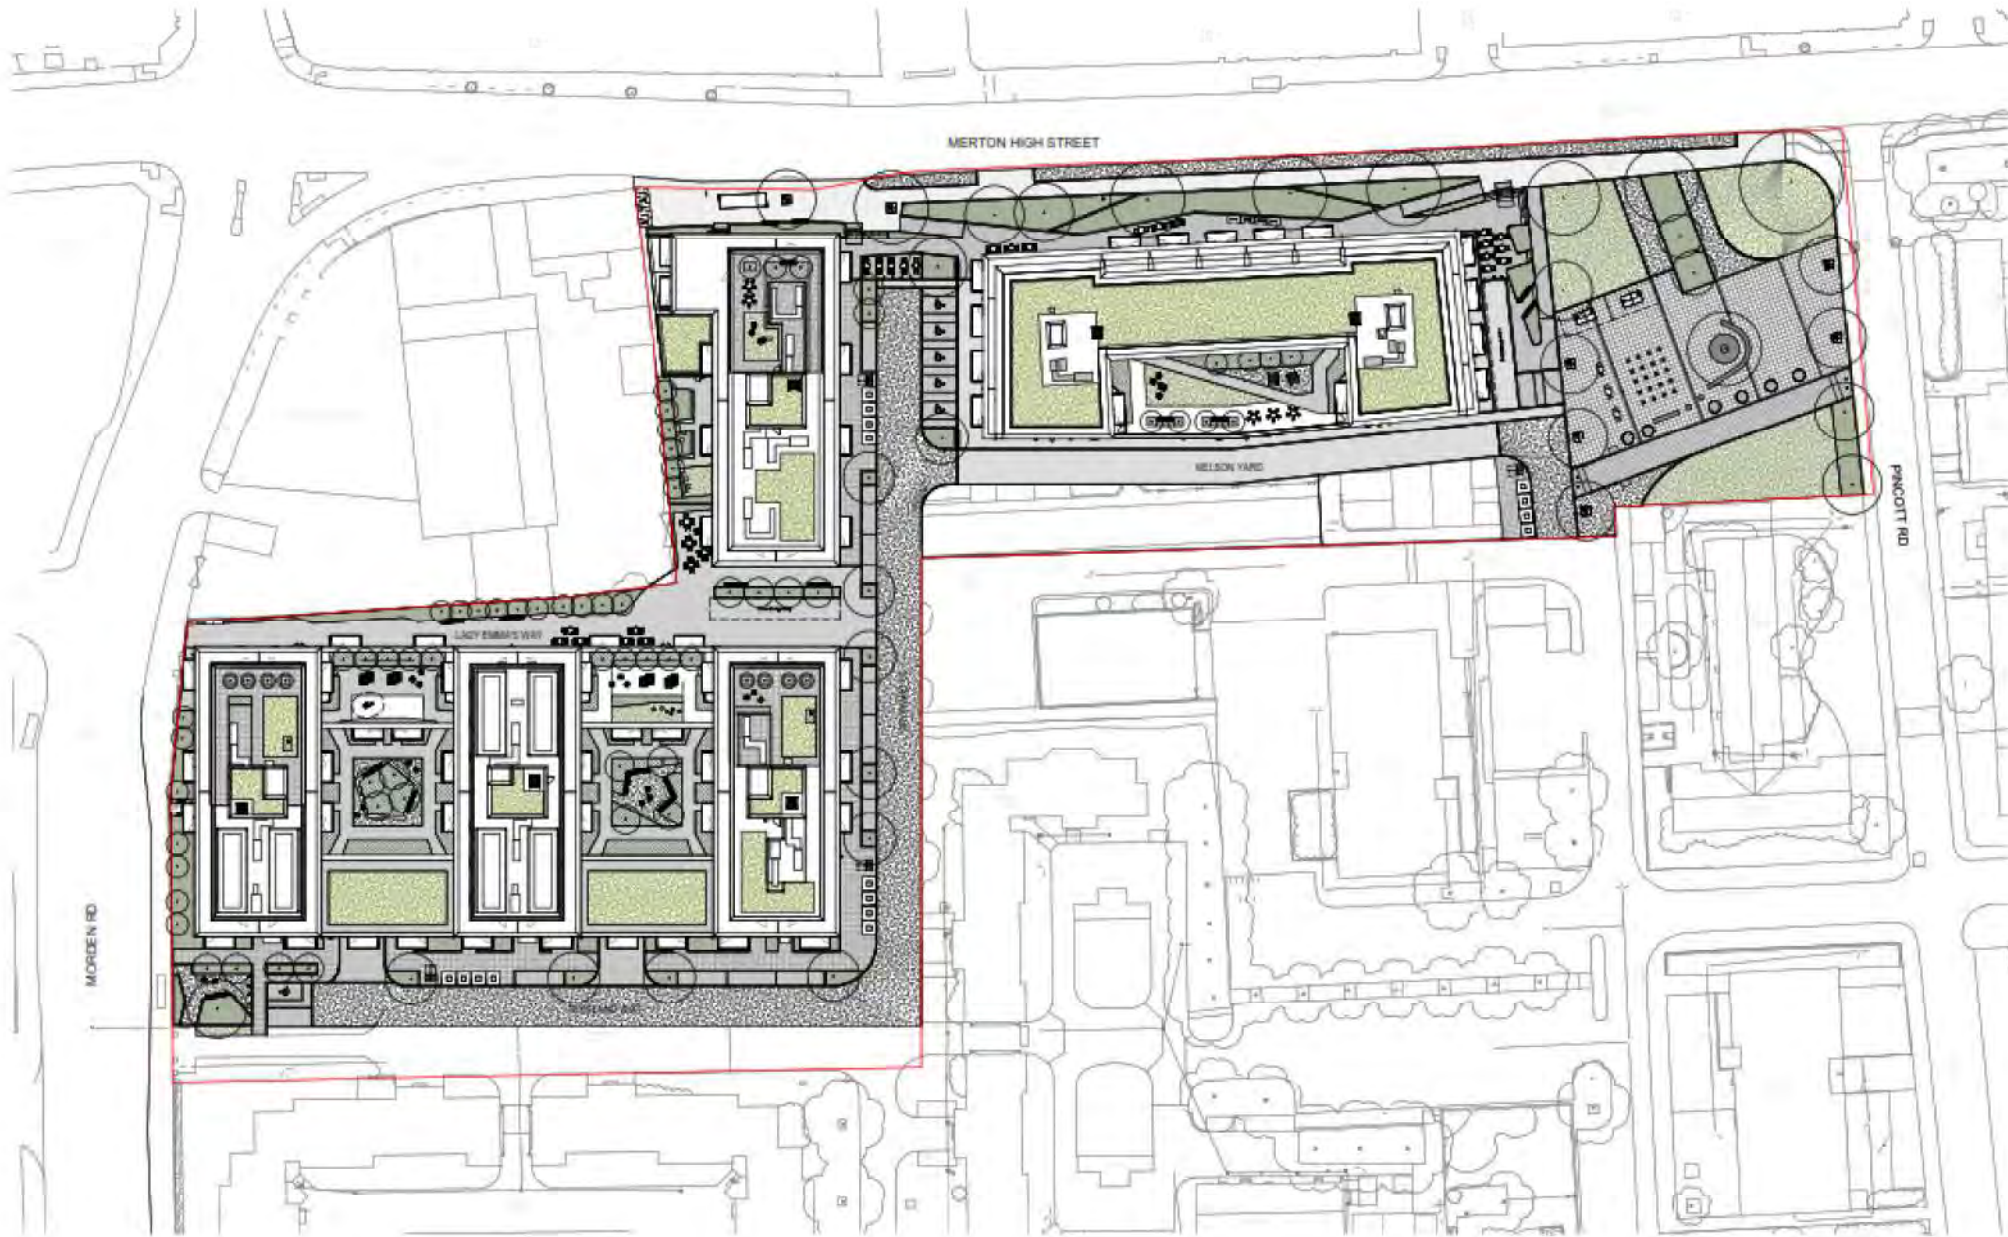 MERTON HIGH STREET
NELSON YARD
PINCOTT RD
LADY EMMA'S WAY
MORDEN RD